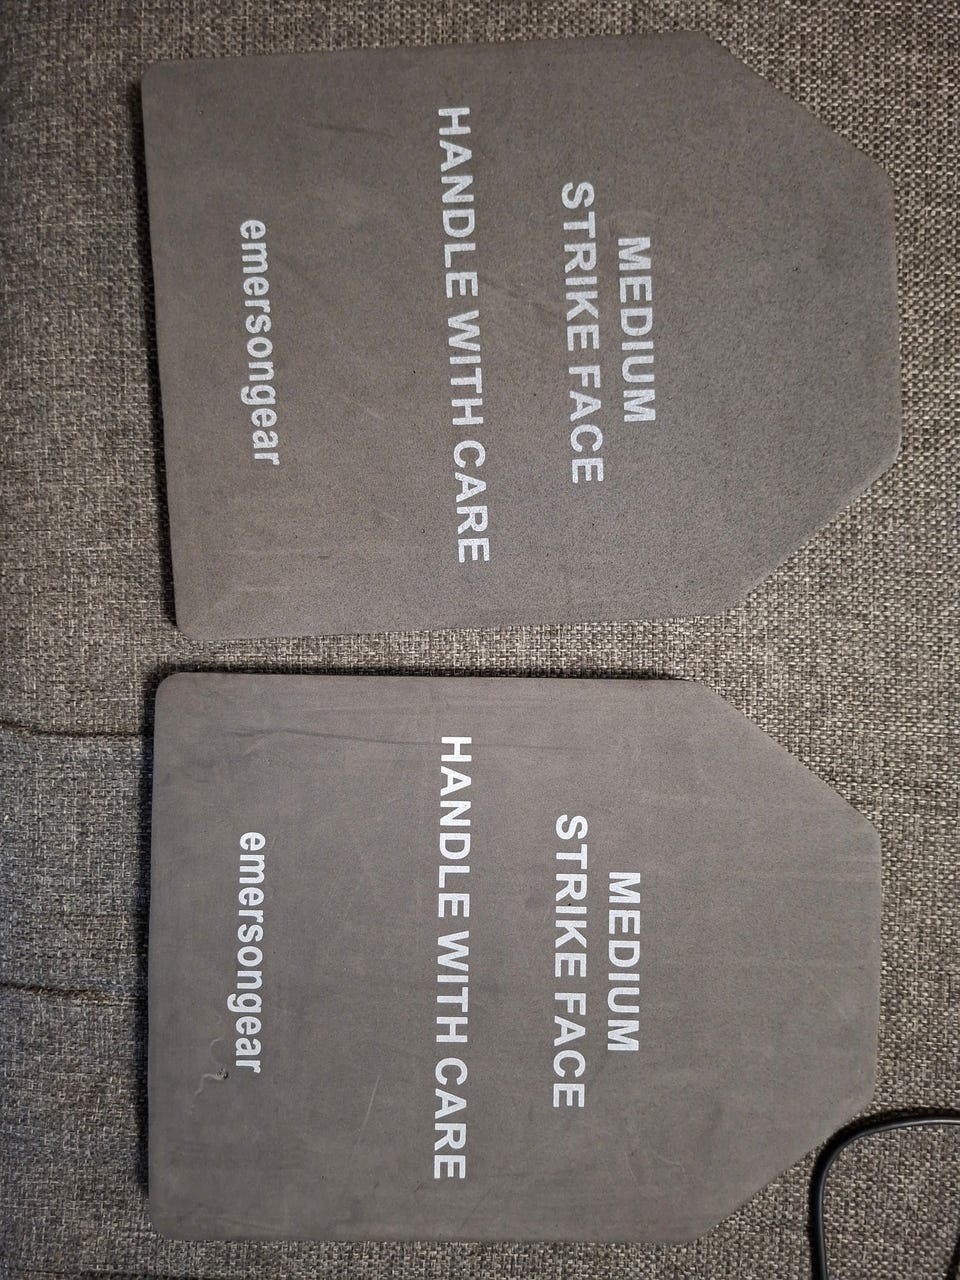 MEDIUM
STRIKE FACE
HANDLE WITH CARE
emersongear
MEDIUM
STRIKE FACE
HANDLE WITH CARE
emersongear